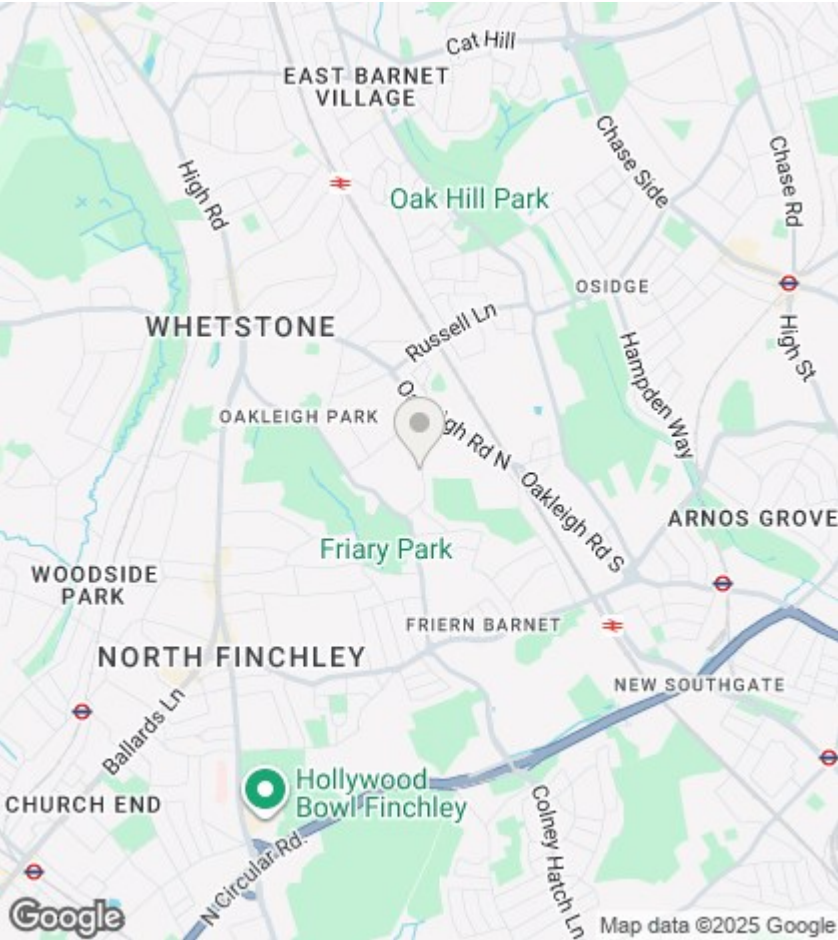 Cat Hill
EAST BARNET
VILLAGE
Chase Side
Chase Rd
High Rd
Oak Hill Park
OSIDGE
WHETSTONE
Russell Ln
High St
Hampden Way
OAKLEIGH PARK
gh Rd N
Oakleigh Rd S
ARNOS GROVE
Friary Park
WOODSIDE
PARK
FRIERN BARNET
NORTH FINCHLEY
NEW SOUTHGATE
Ballards Ln
Hollywood
Bowl Finchley
CHURCH END
Colney Hatch Ln
N Circular Rd
Google
Map data ©2025 Google